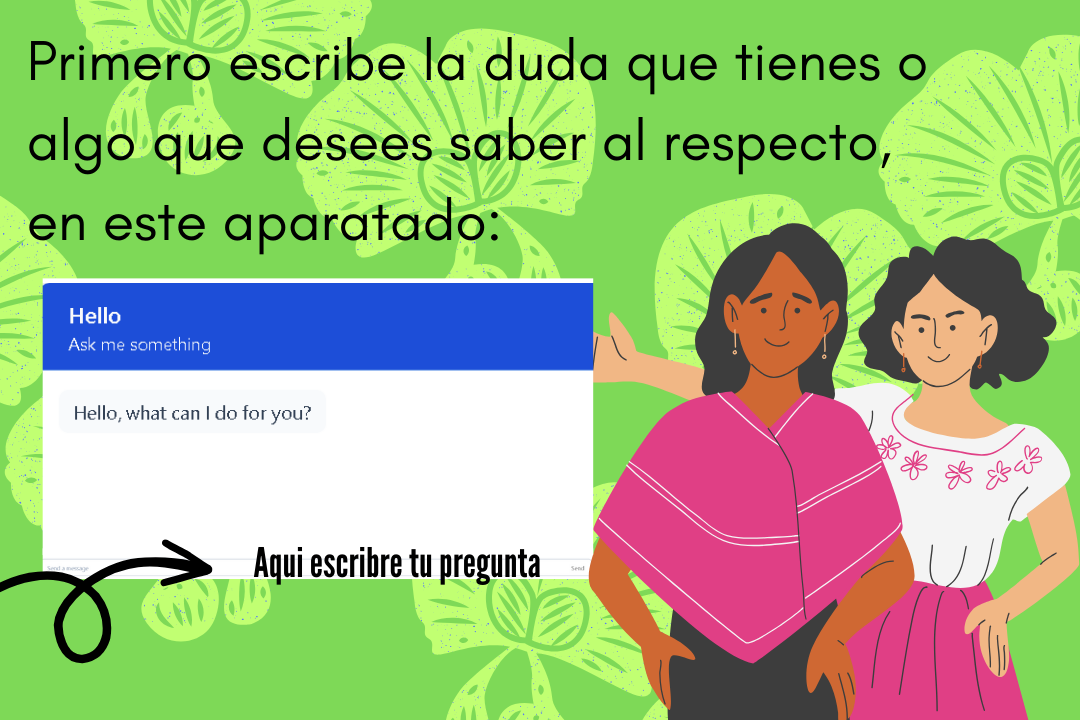 Primero escribe la duda que tienes o
algo que desees saber al respecto,
en este aparatado:
Hello
Ask me something
Hello, what can I do for you?
Send a message
Aqui escribre tu pregunta
Send